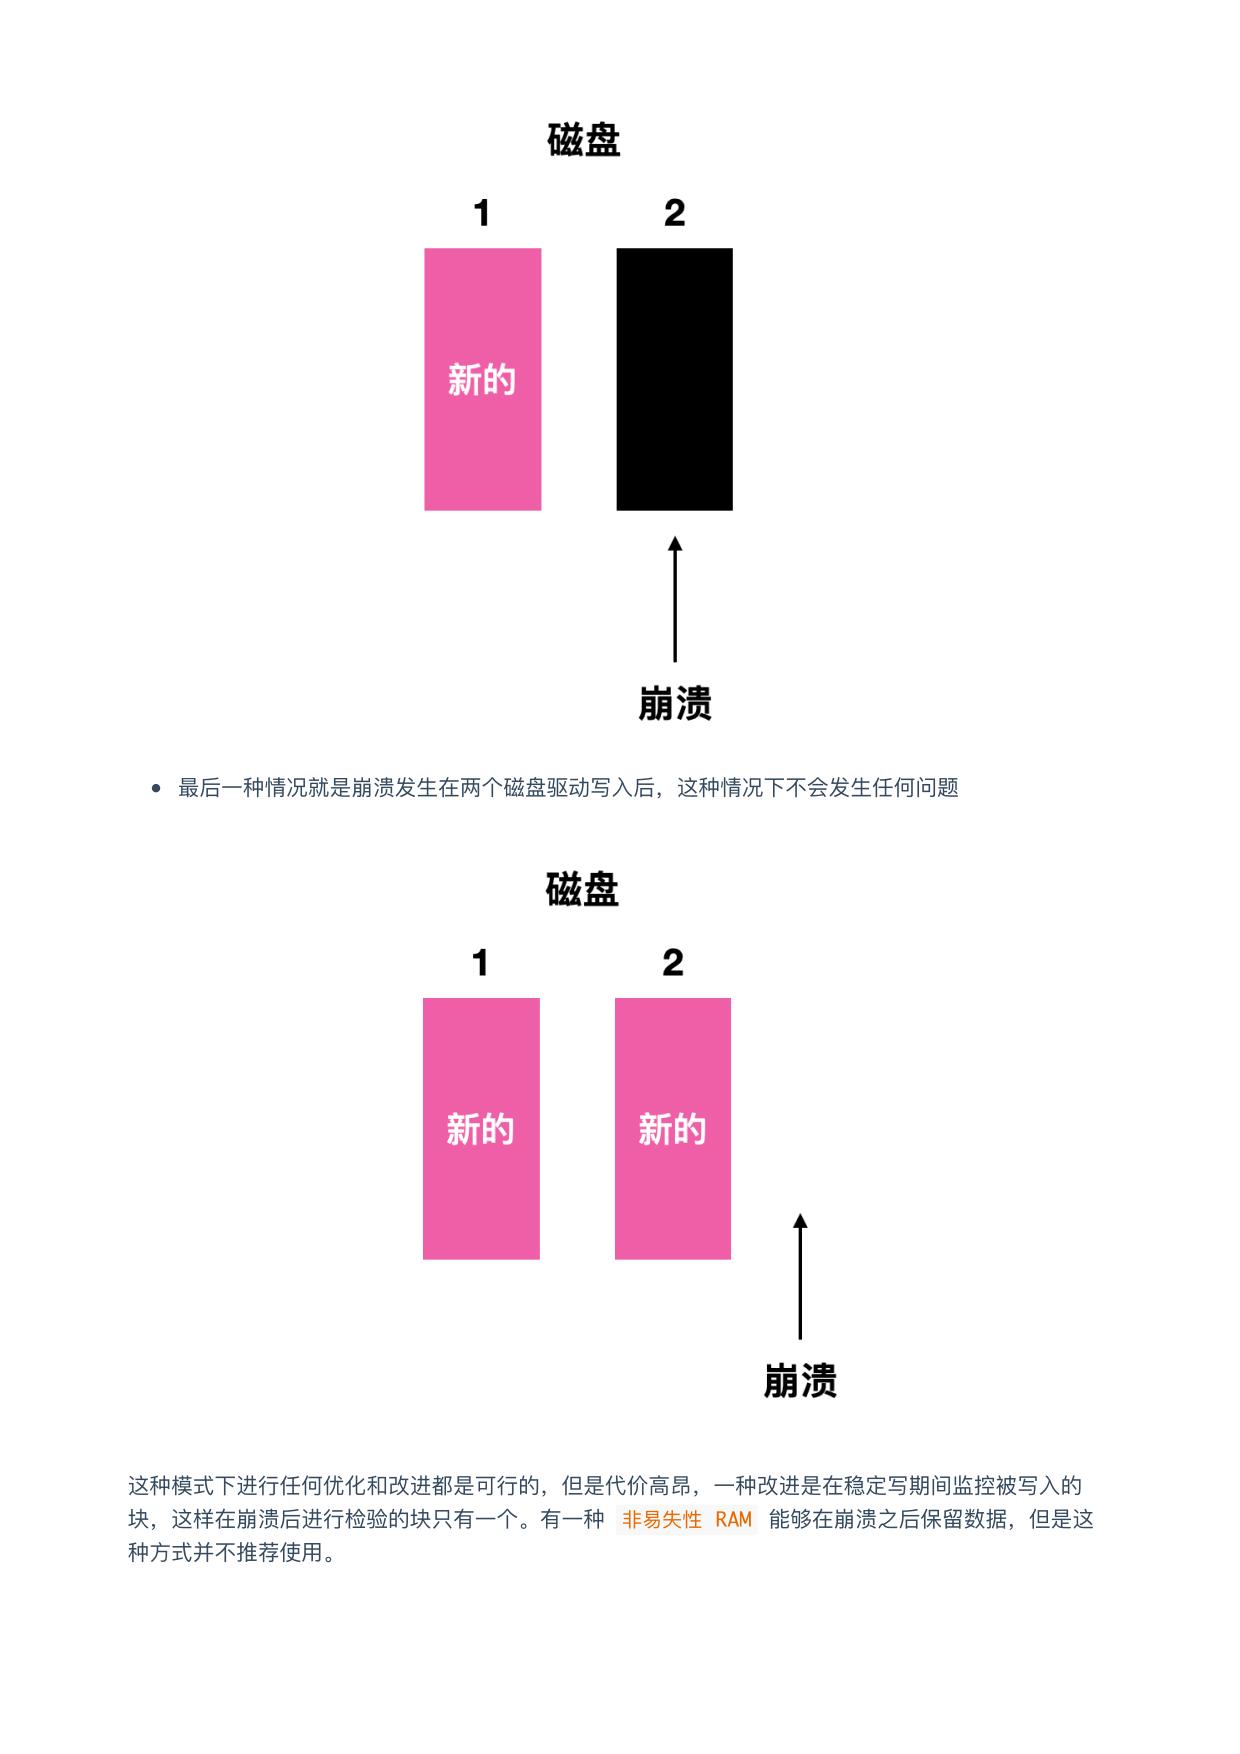 磁盘
1 2
新的
崩溃
• 最后一种情况就是崩溃发生在两个磁盘驱动写入后，这种情况下不会发生任何问题
磁盘
1 2
新的 新的
崩溃
这种模式下进行任何优化和改进都是可行的，但是代价高昂，一种改进是在稳定写期间监控被写入的
块，这样在崩溃后进行检验的块只有一个。有一种 非易失性 RAM 能够在崩溃之后保留数据，但是这
种方式并不推荐使用。